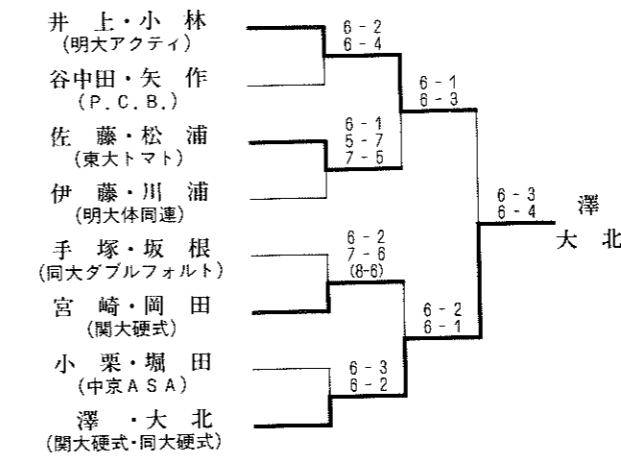 井上・小林
(明大アクティ)
谷中田・矢作
(P.C.B.)
佐藤・松浦
(東大トマト)
伊藤・川浦
(明大体同連)
手塚・坂根
(同大ダブルフォルト)
宮崎・岡田
(関大硬式)
小栗・堀田
(中京ASA)
澤・大北
(関大硬式・同大硬式)
6-2
6-4
6-1
5-7
7-5
6-2
7-6
(8-6)
6-3
6-2
6-1
6-3
6-2
6-1
6-3
6-4
澤
大北